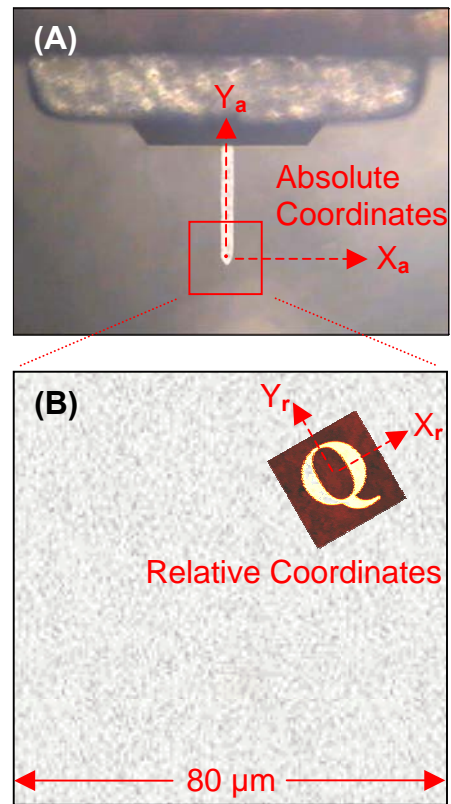 (A)
Yₐ
Absolute
Coordinates
Xₐ
(B)
Yᵣ
Xᵣ
Q
Relative Coordinates
80 µm